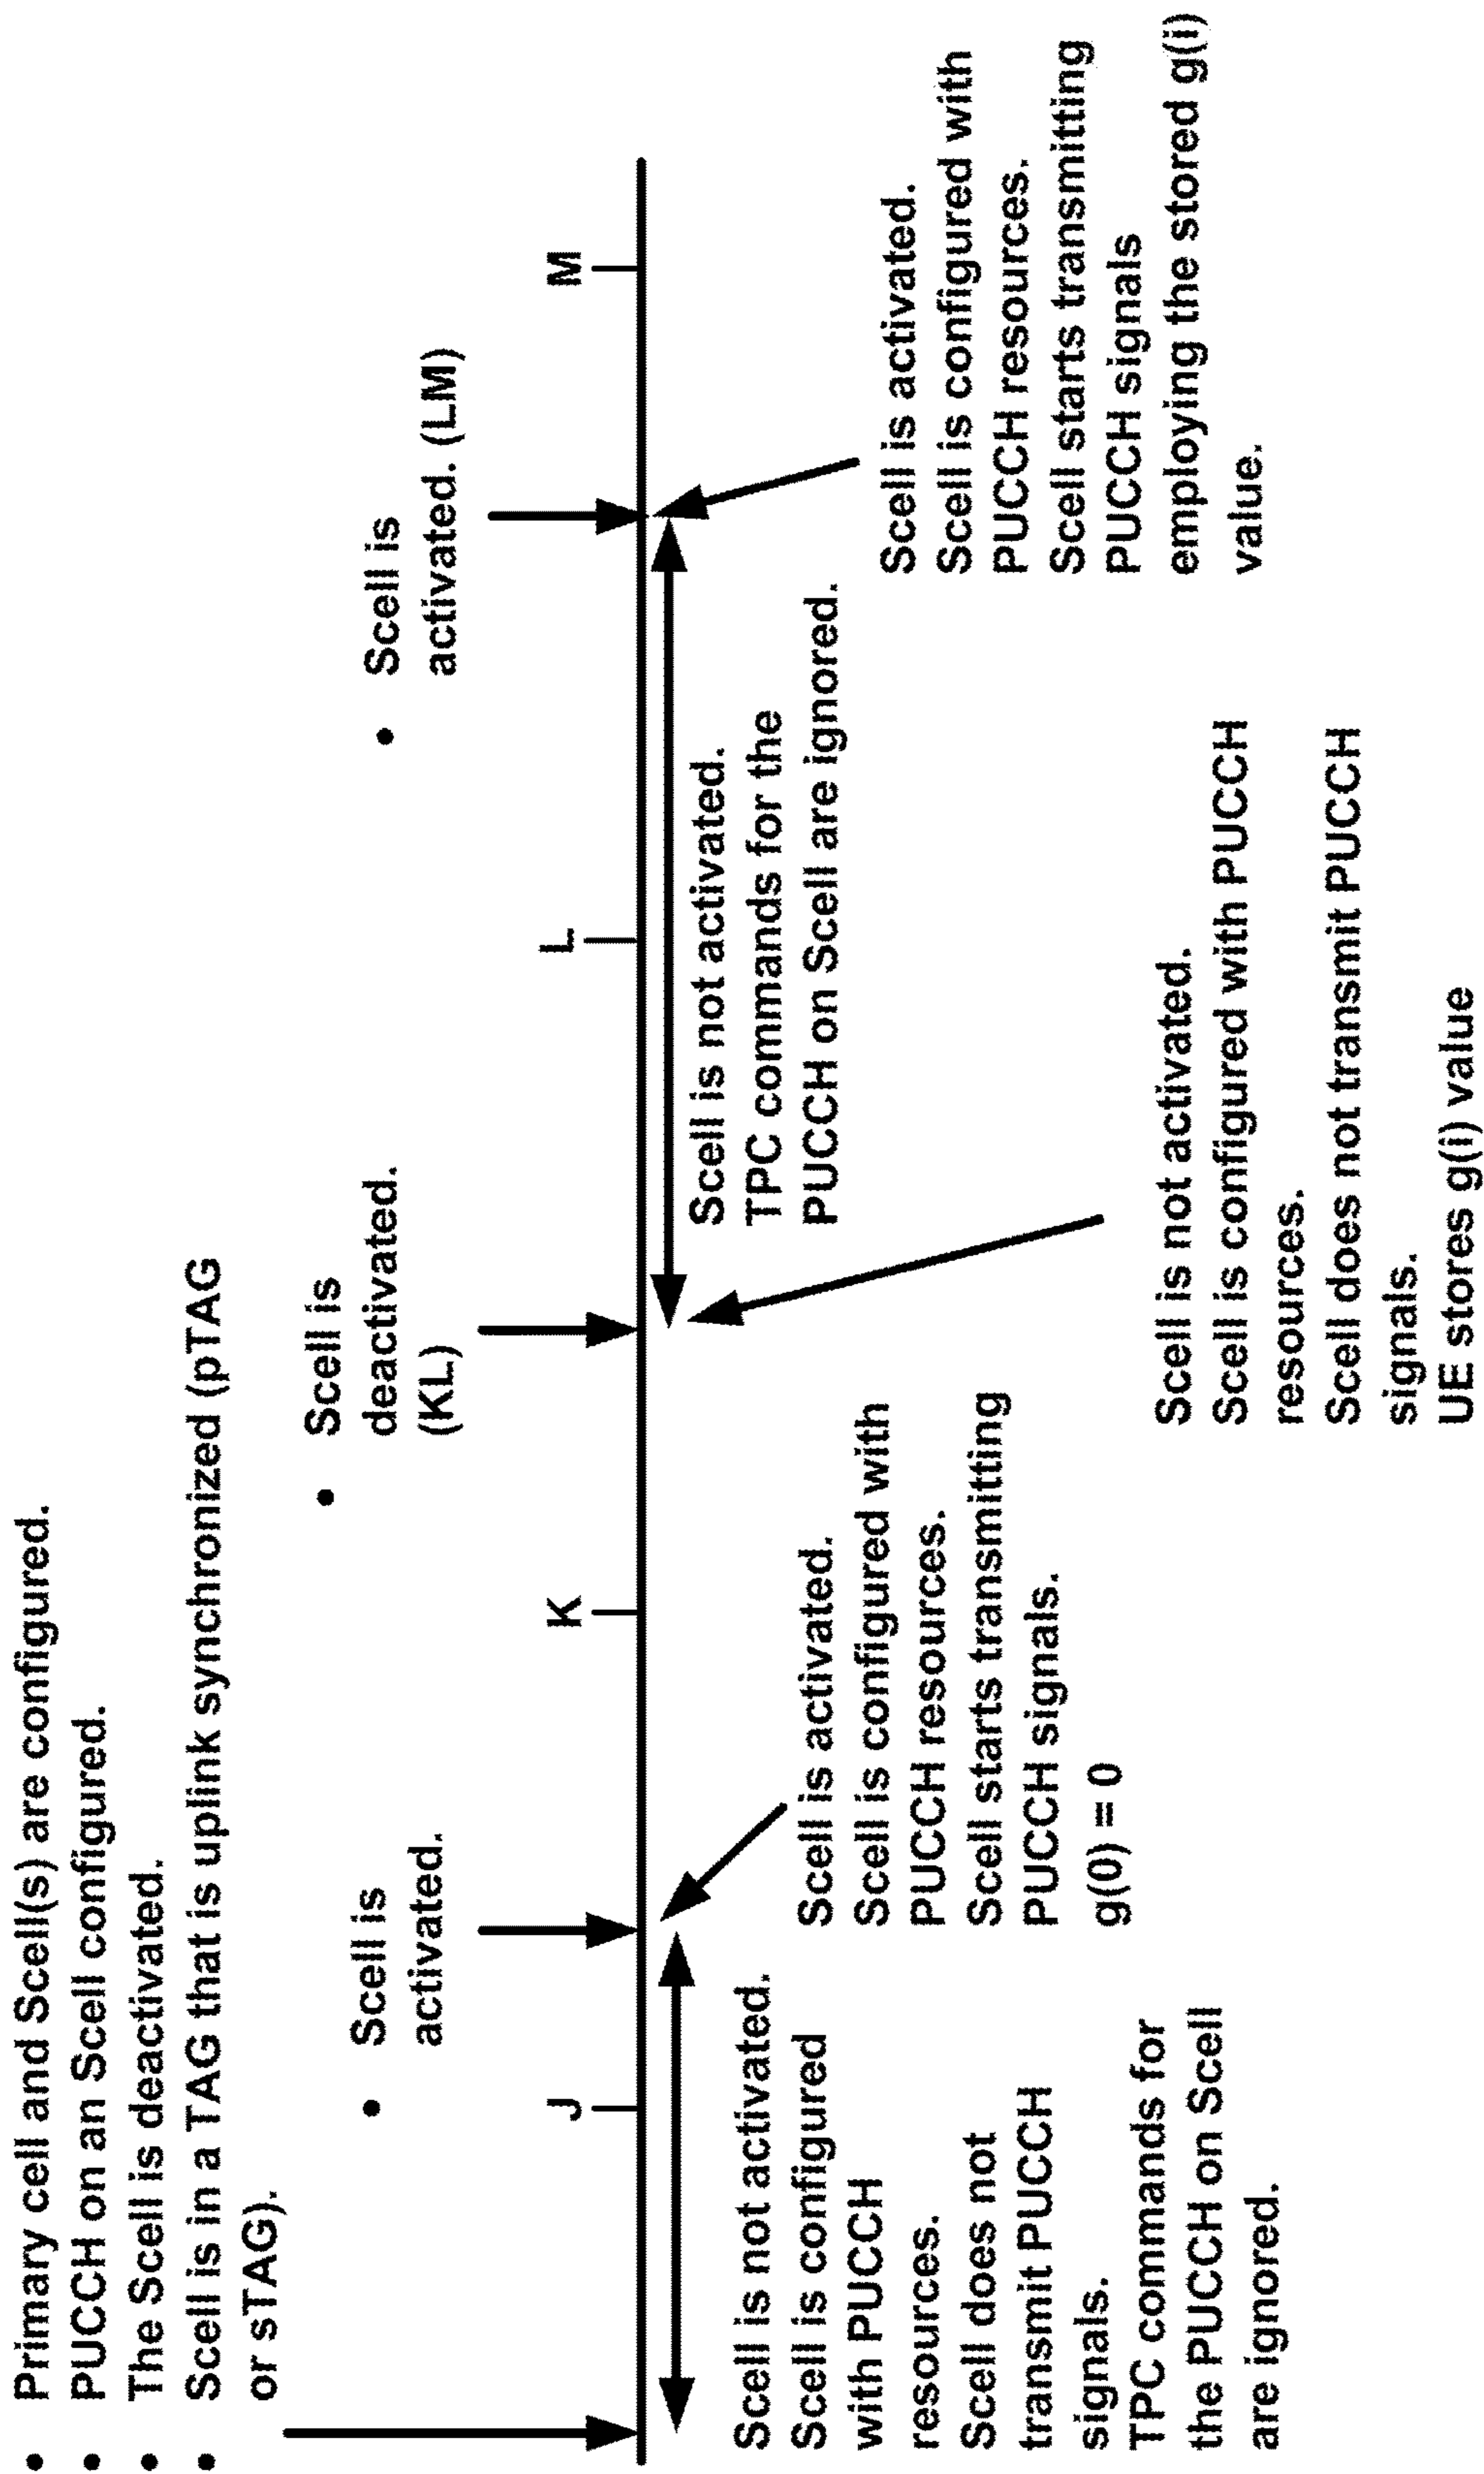 • Primary cell and Scell(s) are configured.
• PUCCH on an Scell configured.
• The Scell is deactivated.
• Scell is in a TAG that is uplink synchronized (pTAG
or sTAG).
• Scell is
activated.
• Scell is
deactivated.
(KL)
• Scell is
activated. (LM)
J
K
L
M
Scell is not activated.
Scell is configured
with PUCCH
resources.
Scell does not
transmit PUCCH
signals.
TPC commands for
the PUCCH on Scell
are ignored.
Scell is activated.
Scell is configured with
PUCCH resources.
Scell starts transmitting
PUCCH signals.
g(0) = 0
Scell is not activated.
Scell is configured with PUCCH
resources.
Scell does not transmit PUCCH
signals.
UE stores g(i) value
Scell is not activated.
TPC commands for the
PUCCH on Scell are ignored.
Scell is activated.
Scell is configured with
PUCCH resources.
Scell starts transmitting
PUCCH signals
employing the stored g(i)
value.